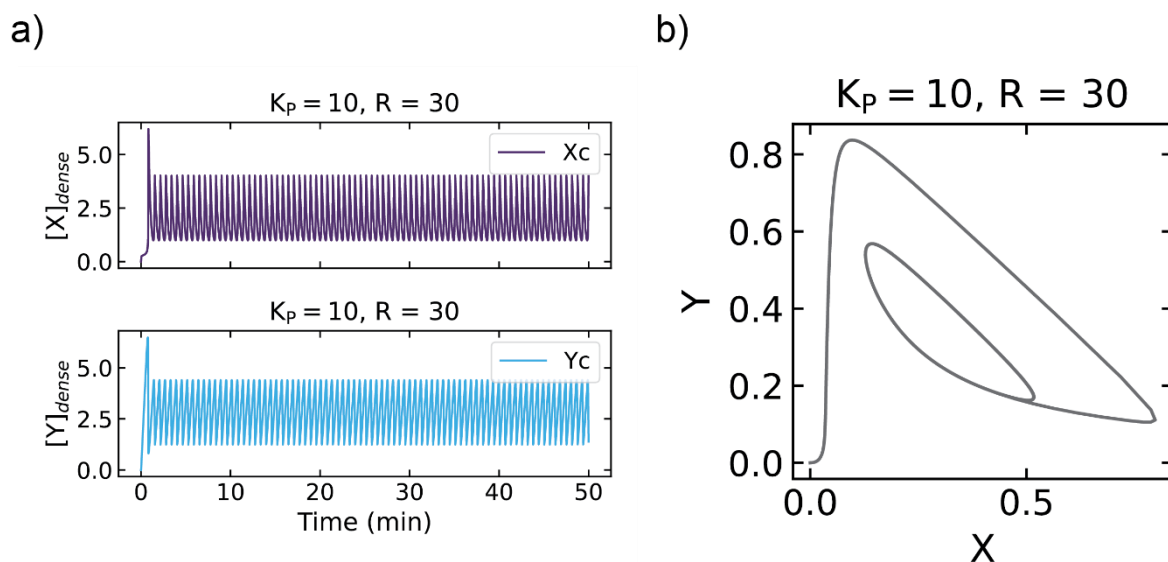 a)
K_P = 10, R = 30
[X]_dense
5.0
2.5
0.0
Xc
K_P = 10, R = 30
[Y]_dense
5.0
2.5
0.0
Yc
0 10 20 30 40 50
Time (min)
b)
K_P = 10, R = 30
Y
0.8
0.6
0.4
0.2
0.0
0.0 0.5
X